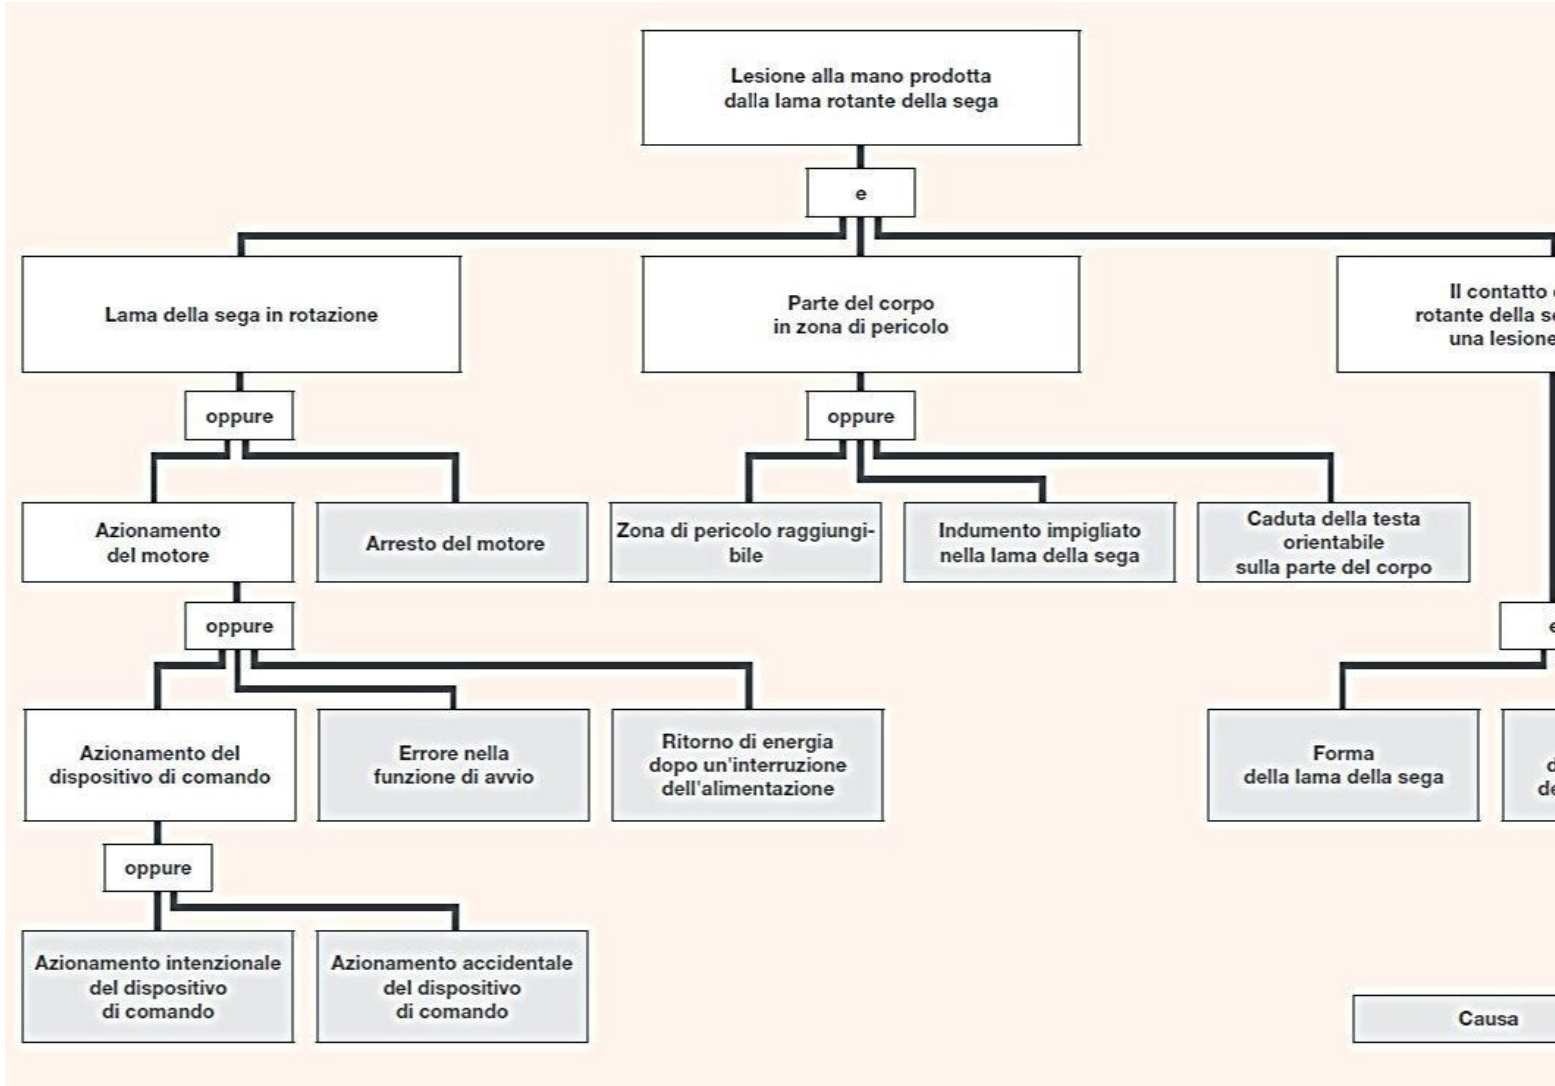 Lesione alla mano prodotta
dalla lama rotante della sega
e
Lama della sega in rotazione
Parte del corpo
in zona di pericolo
Il contatto
rotante della
una lesione
oppure
oppure
Azionamento
del motore
Arresto del motore
Zona di pericolo raggiungi-
bile
Indumento impigliato
nella lama della sega
Caduta della testa
orientabile
sulla parte del corpo
oppure
e
Azionamento del
dispositivo di comando
Errore nella
funzione di avvio
Ritorno di energia
dopo un'interruzione
dell'alimentazione
Forma
della lama della sega
oppure
Azionamento intenzionale
del dispositivo
di comando
Azionamento accidentale
del dispositivo
di comando
Causa